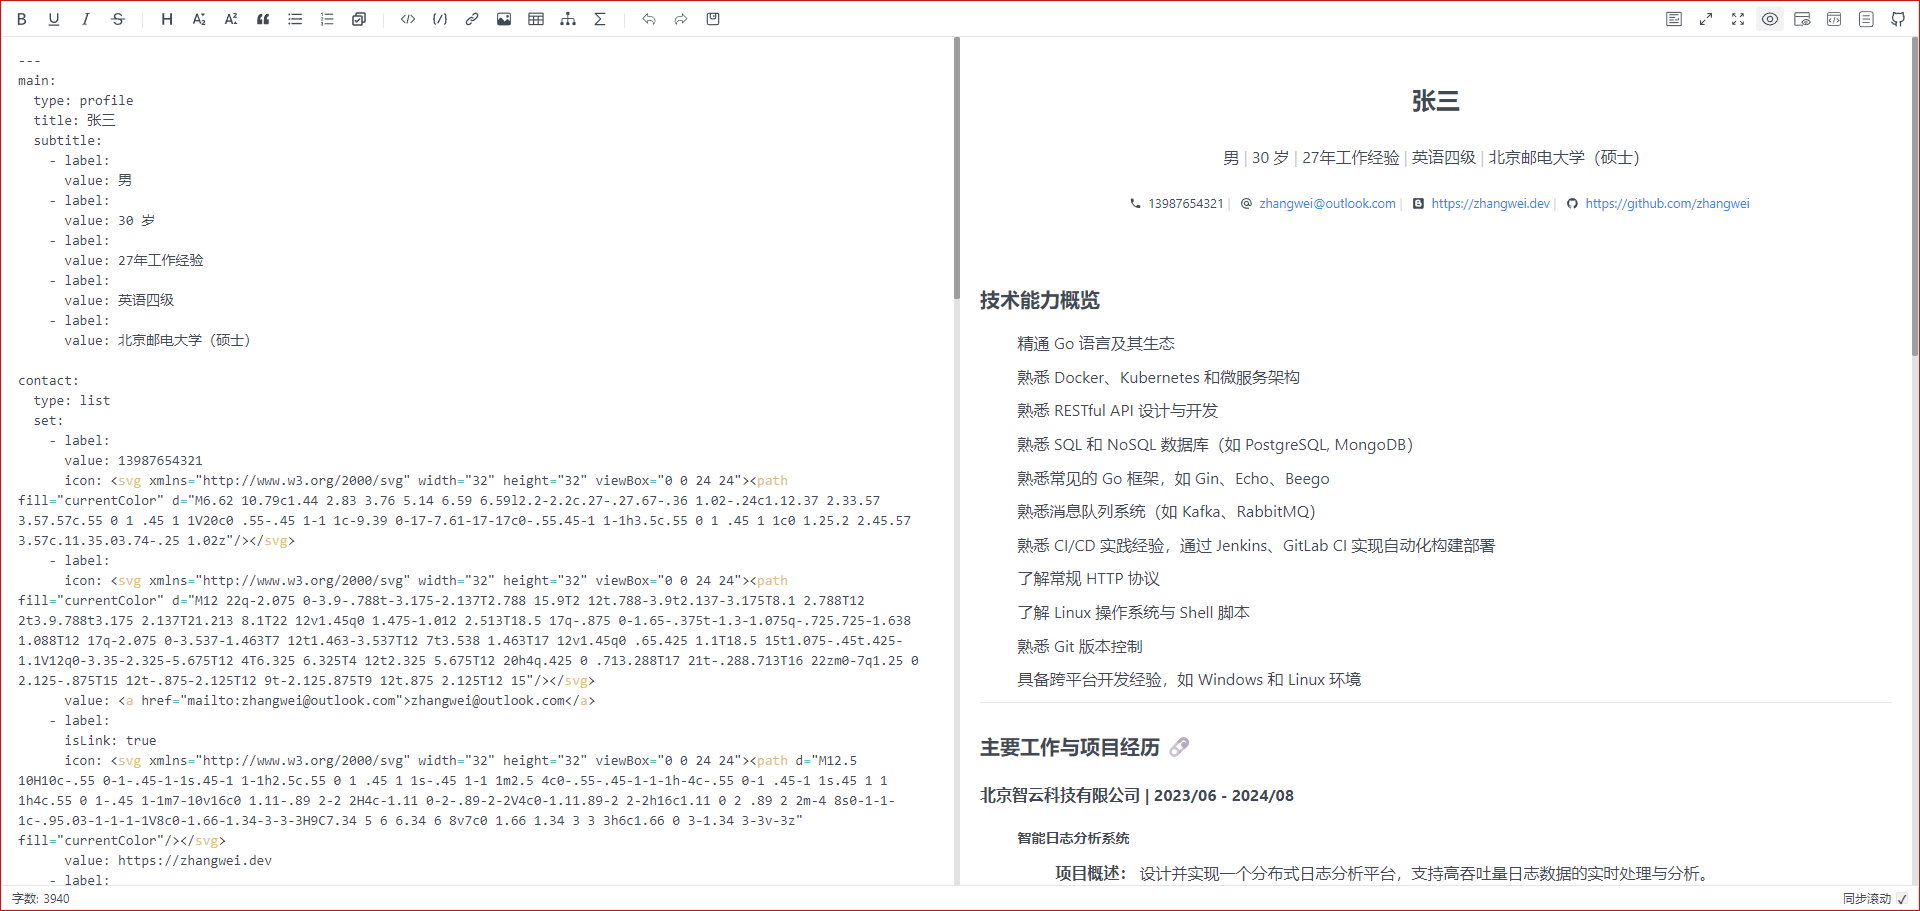 ---
main:
  type: profile
  title: 张三
  subtitle:
    - label:
      value: 男
    - label:
      value: 30 岁
    - label:
      value: 27年工作经验
    - label:
      value: 英语四级
    - label:
      value: 北京邮电大学（硕士）
contact:
  type: list
  set:
    - label:
      value: 13987654321
      icon: <svg xmlns="http://www.w3.org/2000/svg" width="32" height="32" viewBox="0 0 24 24"><path
fill="currentColor" d="M6.62 10.79c1.44 2.83 3.76 5.14 6.59 6.59l2.2-2.2c.27-.27.67-.36 1.02-.24c1.12.37 2.33.57
3.57.57c.55 0 1 .45 1 1V20c0 .55-.45 1-1 1c-9.39 0-17-7.61-17-17c0-.55.45-1 1-1h3.5c.55 0 1 .45 1 1c0 1.25.2 2.45.57
3.57c.11.35.03.74-.25 1.02z"/></svg>
    - label:
      icon: <svg xmlns="http://www.w3.org/2000/svg" width="32" height="32" viewBox="0 0 24 24"><path
fill="currentColor" d="M12 22q-2.075 0-3.9-.788t-3.175-2.137T2.788 15.9T2 12t.788-3.9t2.137-3.175T8.1 2.788T12
2t3.9.788t3.175 2.137T21.213 8.1T22 12v1.45q0 1.475-1.012 2.513T18.5 17q-.875 0-1.65-.375t-1.3-1.075q-.725.725-1.638
1.088T12 17q-2.075 0-3.537-1.463T7 12t1.463-3.537T12 7t3.538 1.463T17 12v1.45q0 .65.425 1.1T18.5 15t1.075-.45t.425-
1.1V12q0-3.35-2.325-5.675T12 4T6.325 6.325T4 12t2.325 5.675T12 20h4q.425 0 .713.288T17 21t-.288.713T16 22zm0-7q1.25 0
2.125-.875T15 12t-.875-2.125T12 9t-2.125.875T9 12t.875 2.125T12 15"/></svg>
      value: <a href="mailto:zhangwei@outlook.com">zhangwei@outlook.com</a>
    - label:
      isLink: true
      icon: <svg xmlns="http://www.w3.org/2000/svg" width="32" height="32" viewBox="0 0 24 24"><path d="M12.5
10H10c-.55 0-1-.45-1-1s.45-1 1-1h2.5c.55 0 1 .45 1 1s-.45 1-1 1m2.5 4c0-.55-.45-1-1-1h-4c-.55 0-1 .45-1 1s.45 1 1
1h4c.55 0 1-.45 1-1m7-10v16c0 1.11-.89 2-2 2H4c-1.11 0-2-.89-2-2V4c0-1.11.89-2 2-2h16c1.11 0 2 .89 2 2m-4 8s0-1-1-
1c-.95.03-1-1-1-1V8c0-1.66-1.34-3-3-3H9C7.34 5 6 6.34 6 8v7c0 1.66 1.34 3 3 3h6c1.66 0 3-1.34 3-3v-3z"
fill="currentColor"/></svg>
      value: https://zhangwei.dev
    - label:
字数: 3940
张三
男 | 30 岁 | 27年工作经验 | 英语四级 | 北京邮电大学（硕士）
13987654321 | zhangwei@outlook.com | https://zhangwei.dev | https://github.com/zhangwei
技术能力概览
精通 Go 语言及其生态
熟悉 Docker、Kubernetes 和微服务架构
熟悉 RESTful API 设计与开发
熟悉 SQL 和 NoSQL 数据库（如 PostgreSQL, MongoDB）
熟悉常见的 Go 框架，如 Gin、Echo、Beego
熟悉消息队列系统（如 Kafka、RabbitMQ）
熟悉 CI/CD 实践经验，通过 Jenkins、GitLab CI 实现自动化构建部署
了解常规 HTTP 协议
了解 Linux 操作系统与 Shell 脚本
熟悉 Git 版本控制
具备跨平台开发经验，如 Windows 和 Linux 环境
主要工作与项目经历
北京智云科技有限公司 | 2023/06 - 2024/08
智能日志分析系统
项目概述： 设计并实现一个分布式日志分析平台，支持高吞吐量日志数据的实时处理与分析。
同步滚动